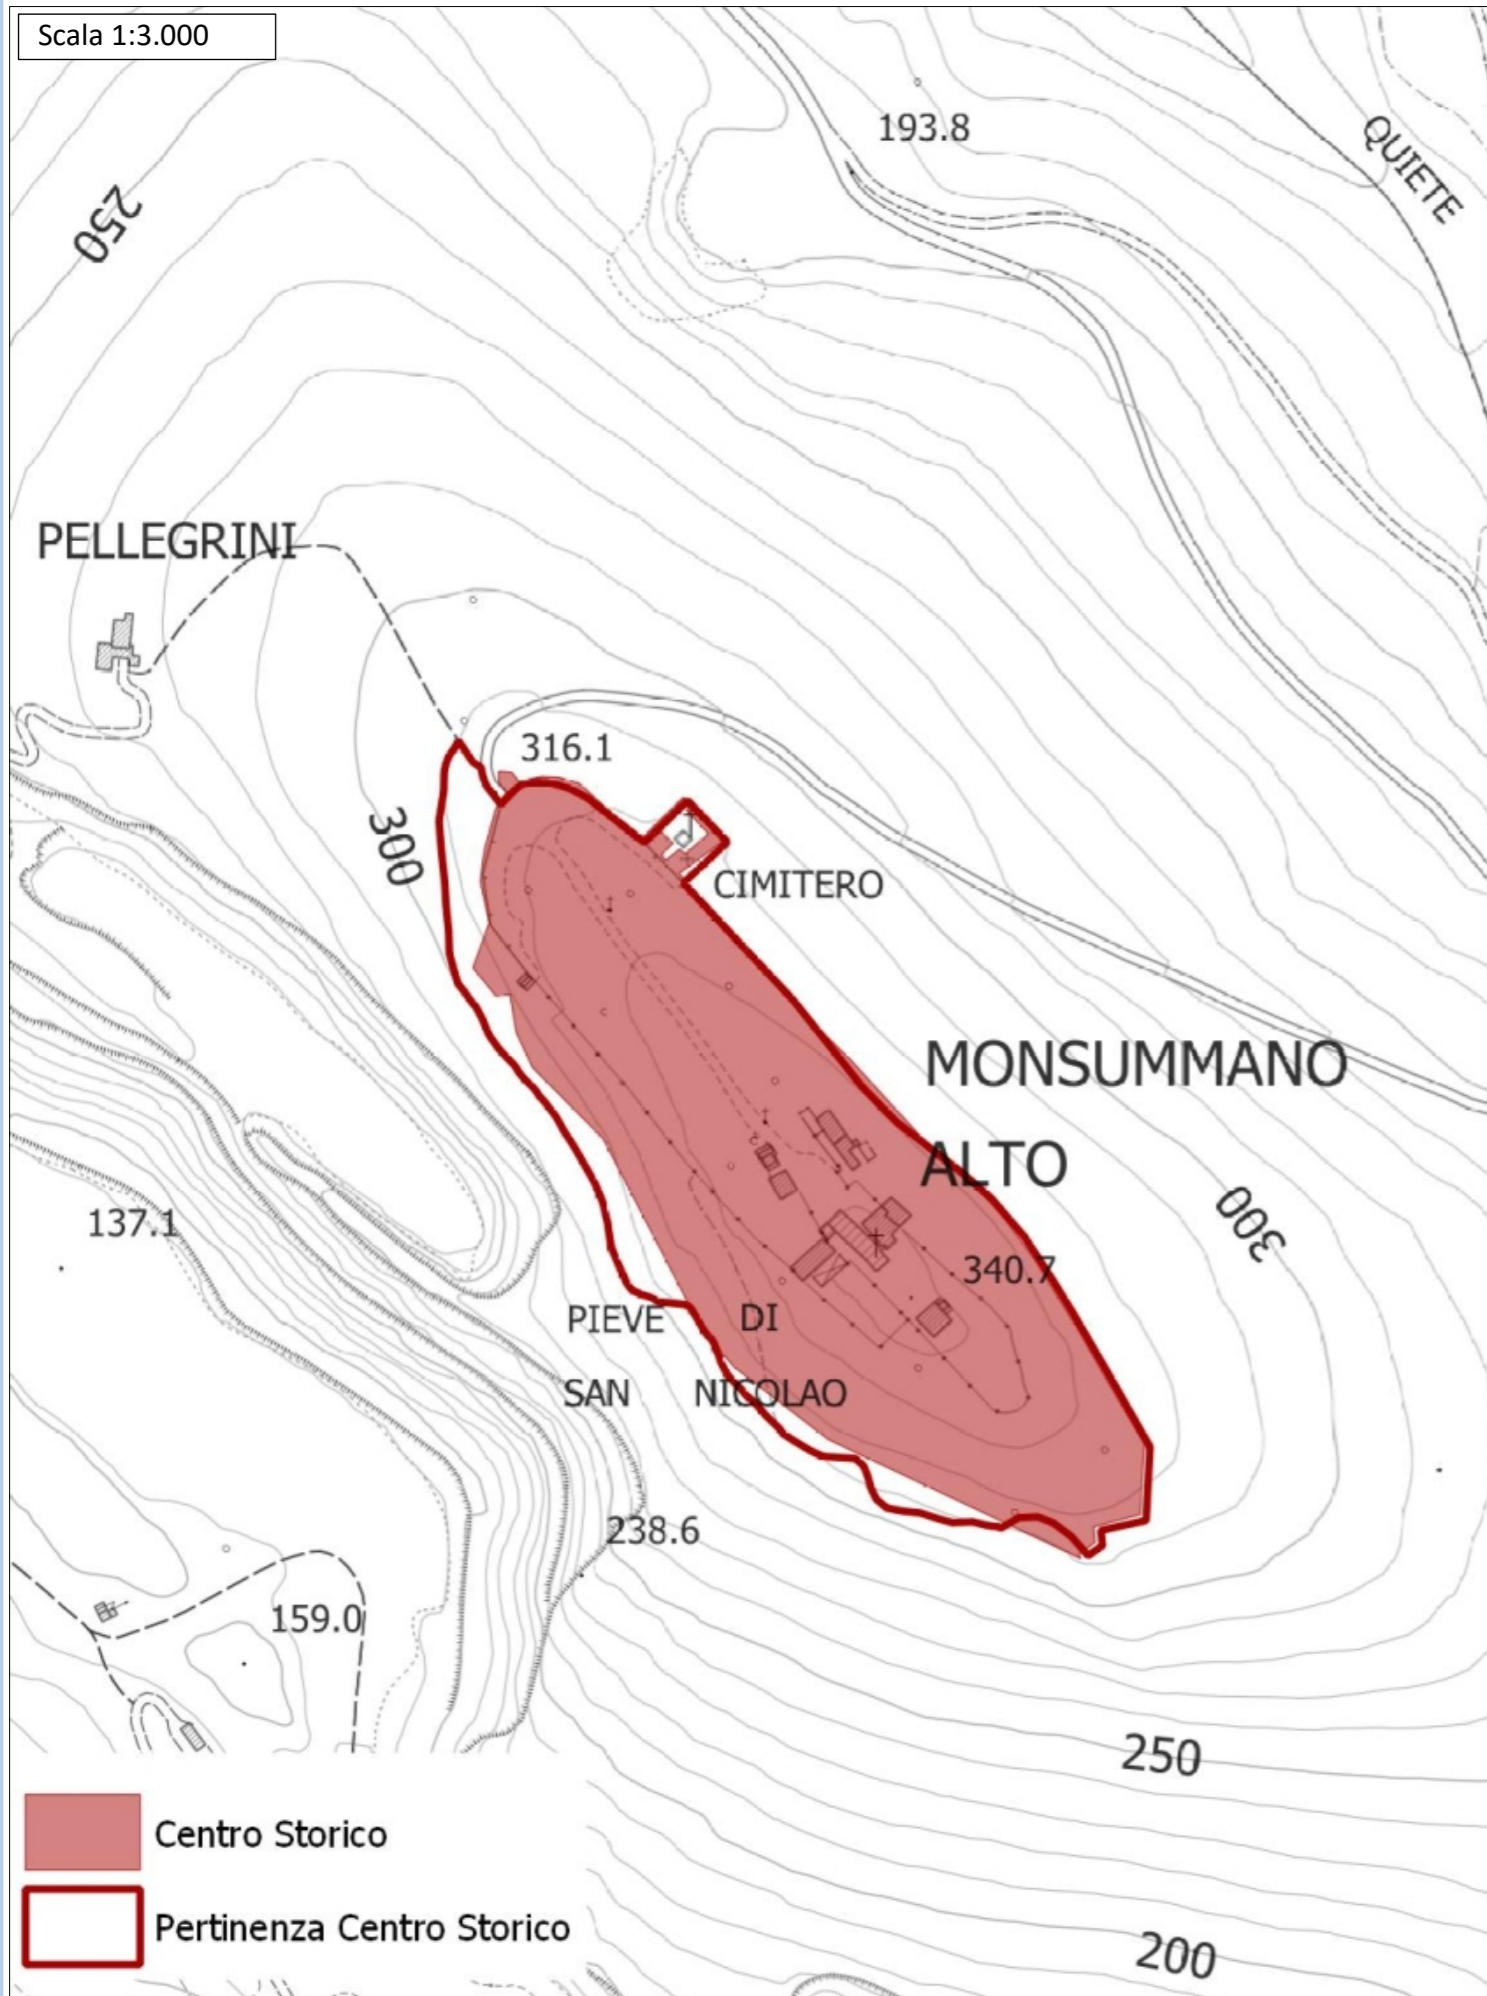 Scala 1:3.000
193.8
QUIETE
250
PELLEGRINI
316.1
300
CIMITERO
MONSUMMANO
ALTO
137.1
300
340.7
PIEVE DI
SAN NICOLAO
238.6
159.0
250
Centro Storico
Pertinenza Centro Storico
200